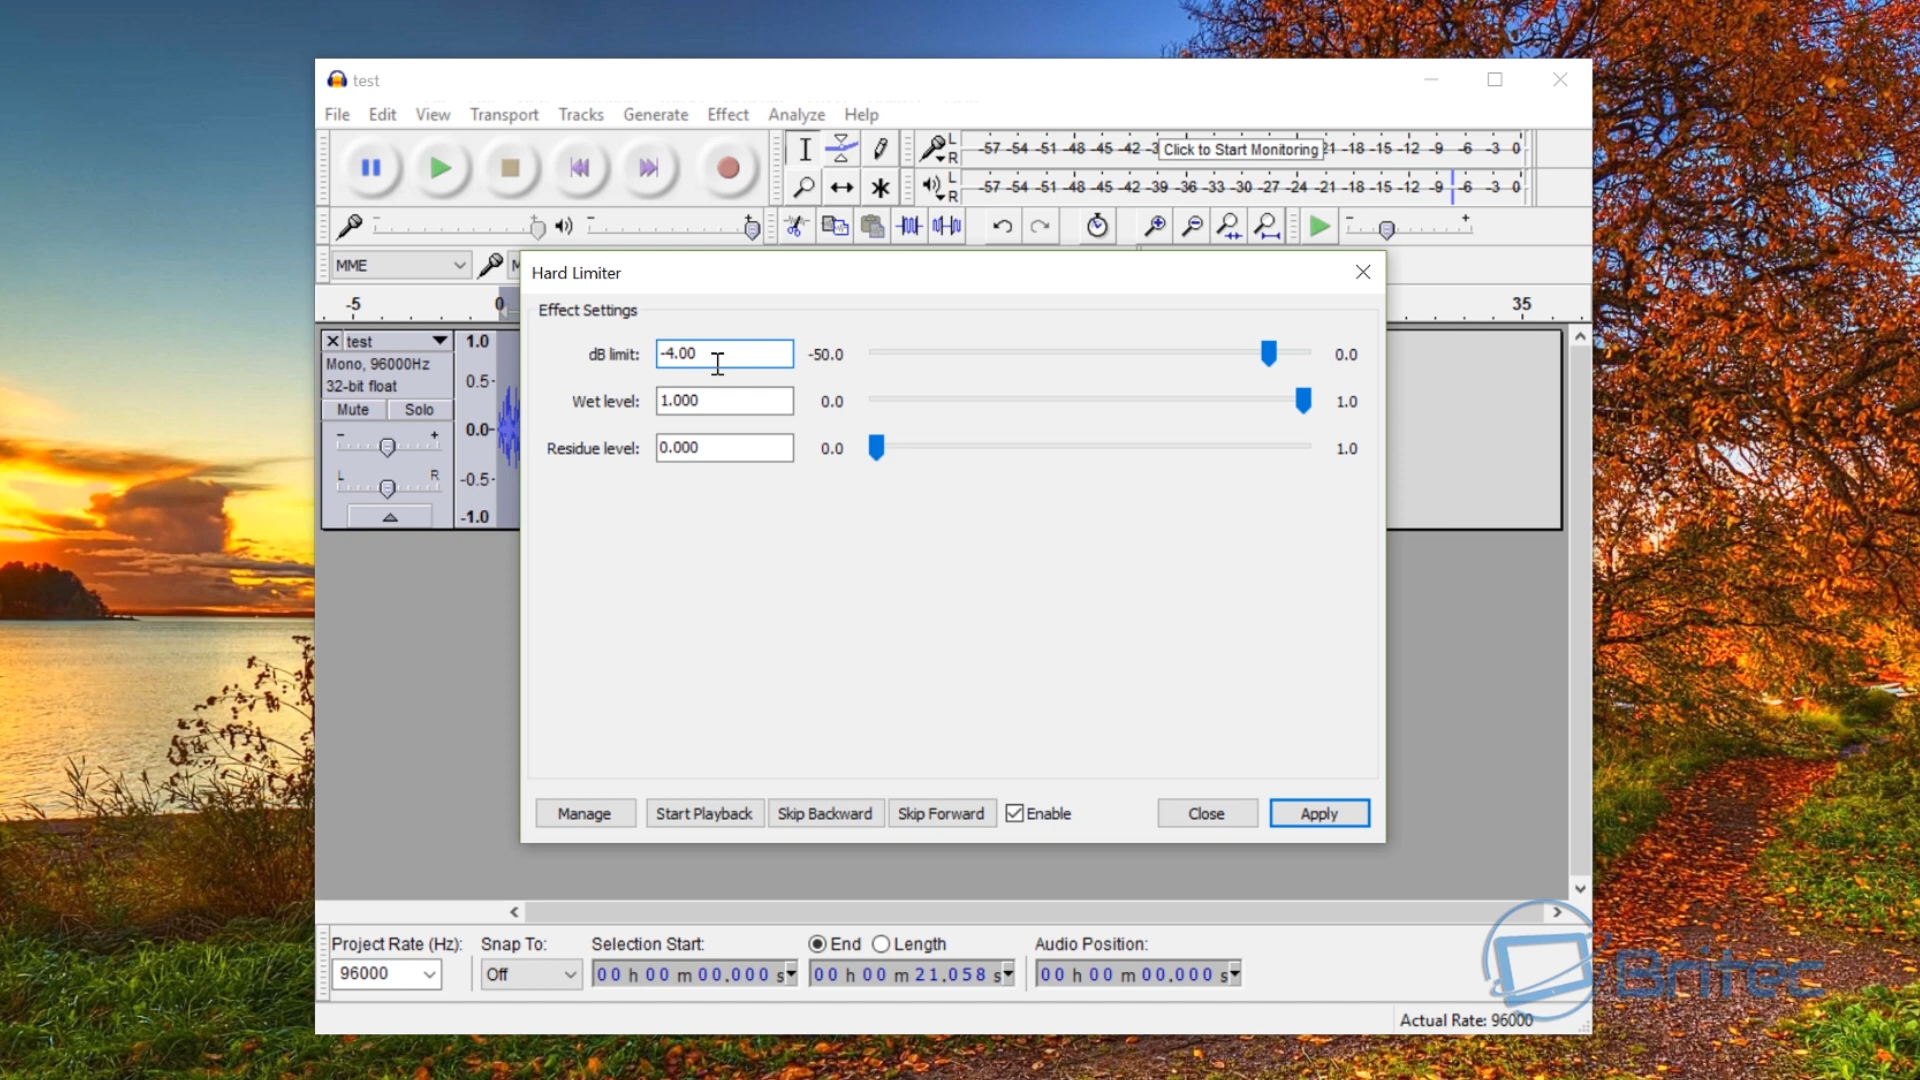 test
File Edit View Transport Tracks Generate Effect Analyze Help
L R -57 -54 -51 -48 -45 -42 -3 Click to Start Monitoring 21 -18 -15 -12 -9 -6 -3 0
L R -57 -54 -51 -48 -45 -42 -39 -36 -33 -30 -27 -24 -21 -18 -15 -12 -9 -6 -3 0
MME
Hard Limiter
-5 0 35
Effect Settings
test
Mono, 96000Hz
32-bit float
Mute Solo
L R
1.0
0.5
0.0
-0.5
-1.0
dB limit: -4.00 -50.0 0.0
Wet level: 1.000 0.0 1.0
Residue level: 0.000 0.0 1.0
Manage Start Playback Skip Backward Skip Forward Enable Close Apply
Project Rate (Hz): Snap To: Selection Start: End Length Audio Position:
96000 Off 00 h 00 m 00.000 s 00 h 00 m 21.058 s 00 h 00 m 00.000 s
Britec
Actual Rate: 96000